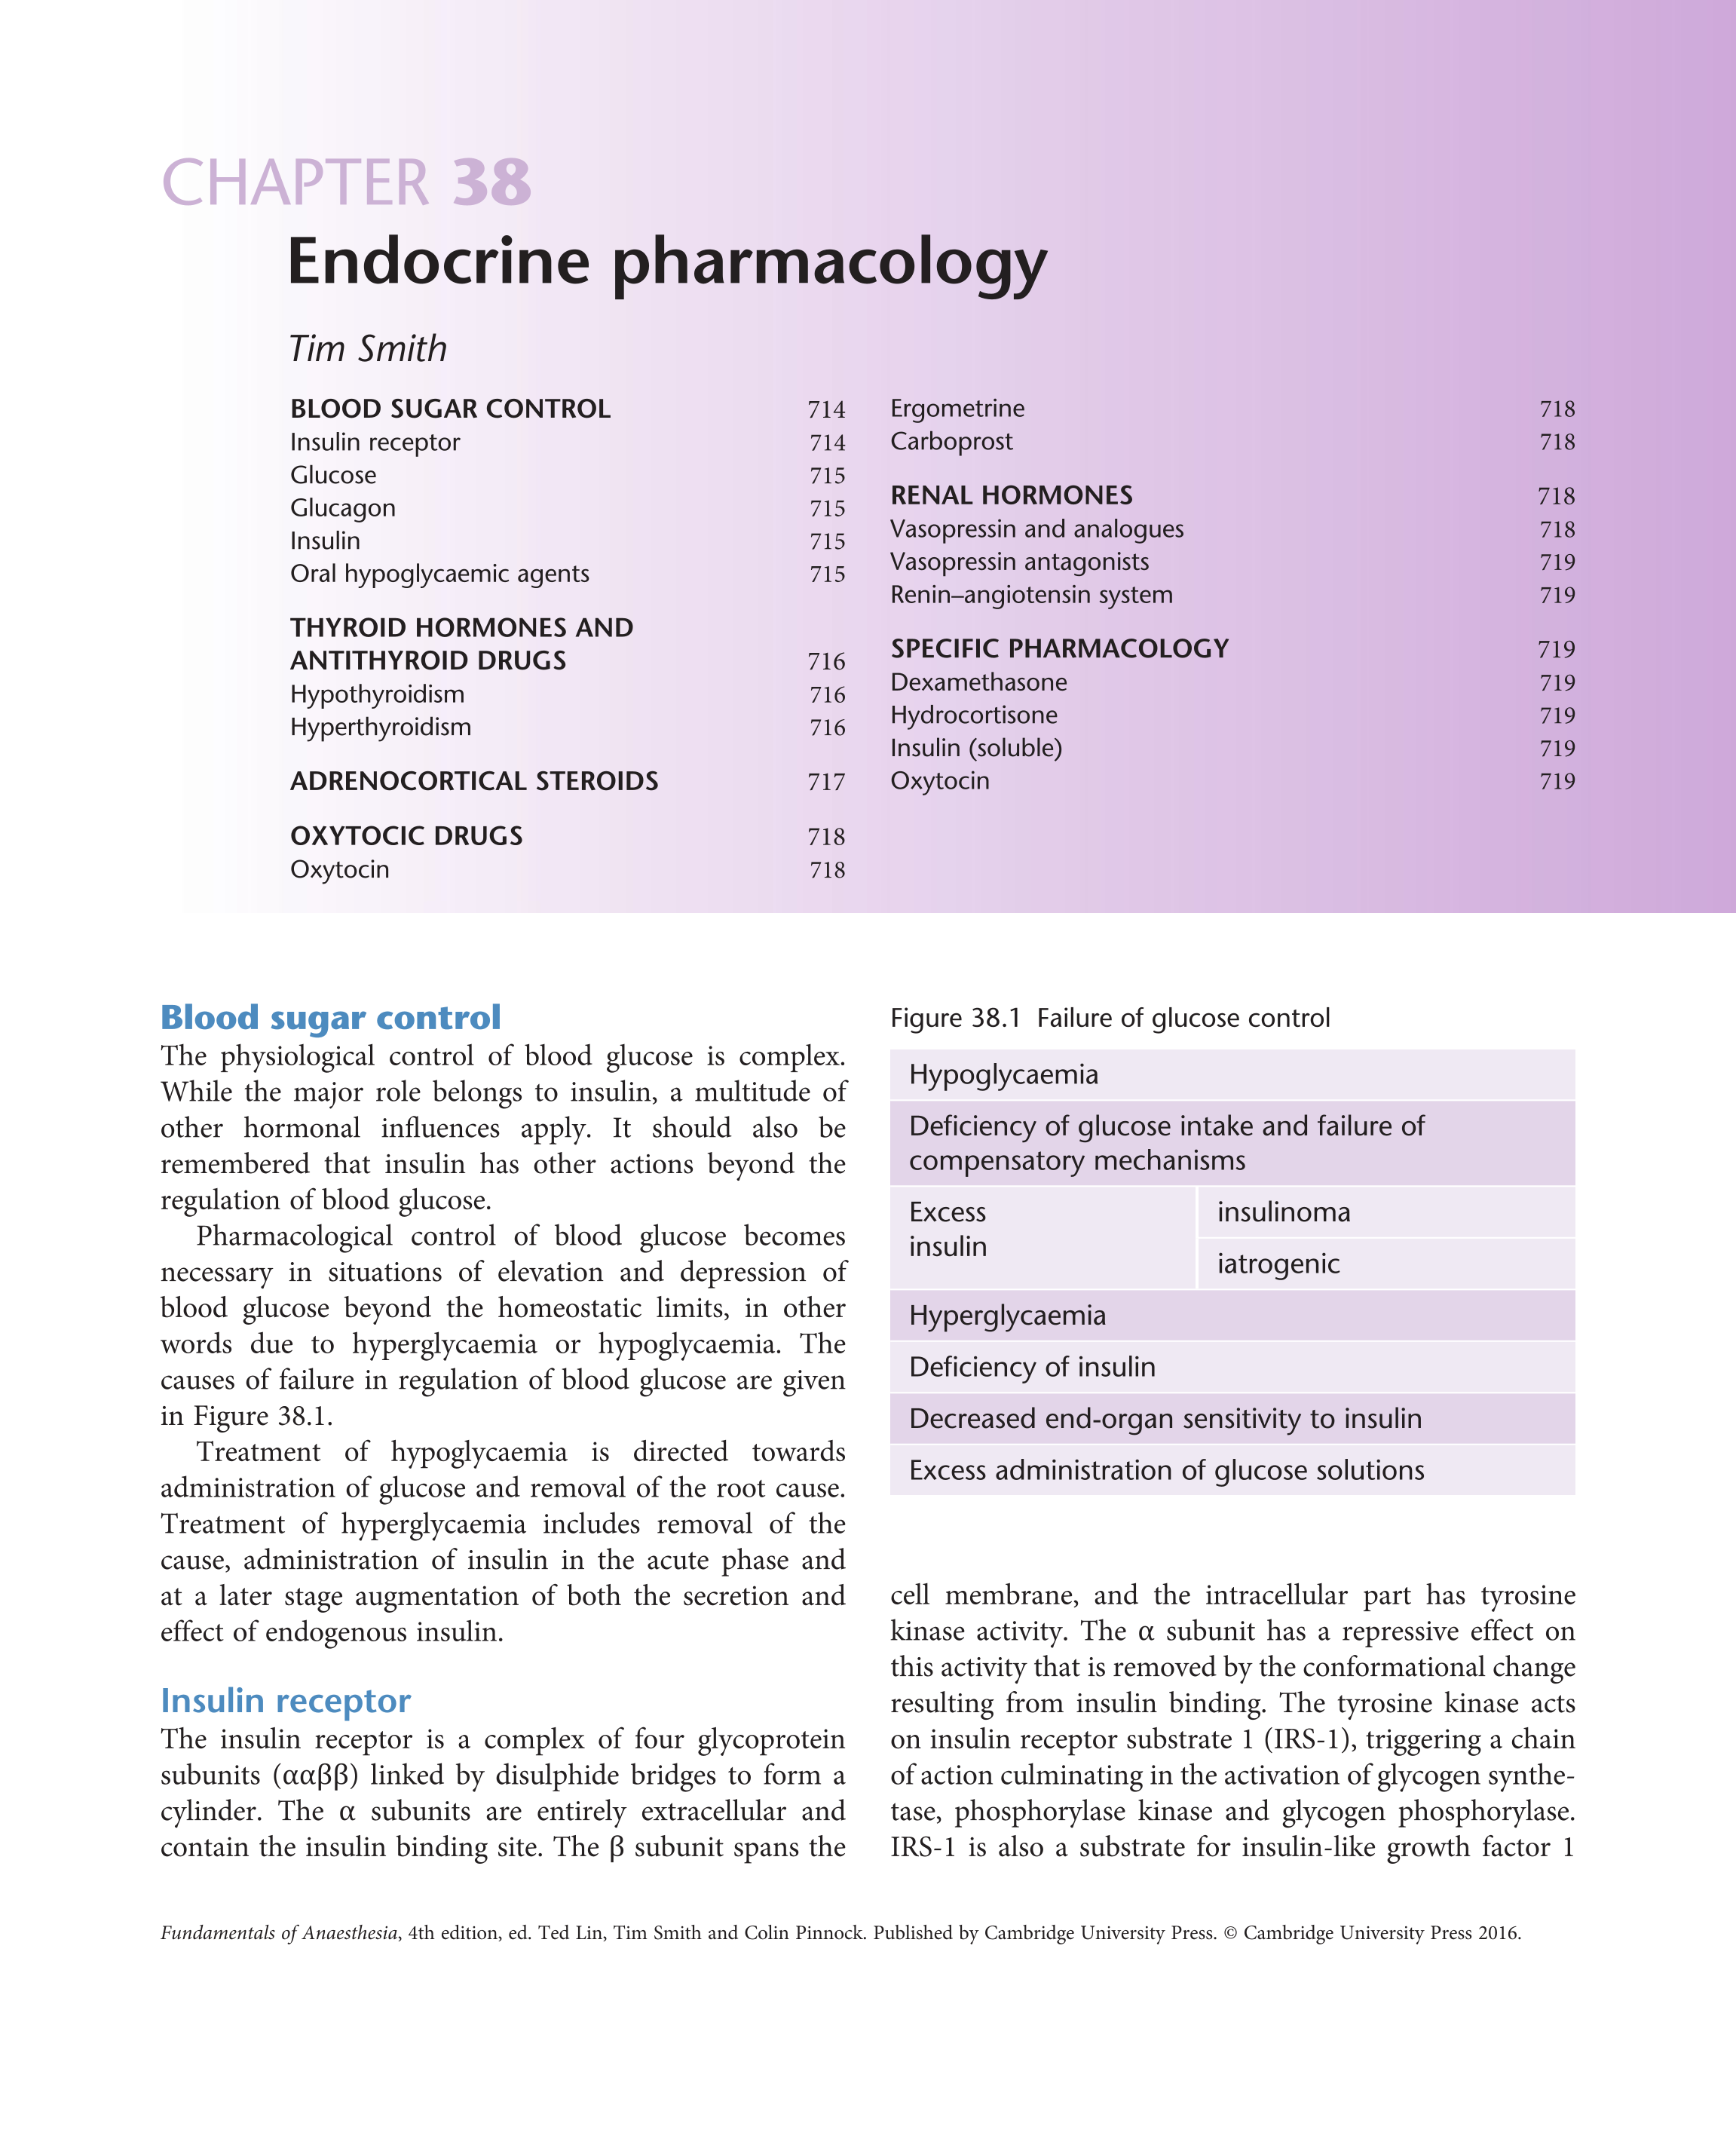 CHAPTER 38
Endocrine pharmacology
Tim Smith
BLOOD SUGAR CONTROL 714
Insulin receptor 714
Glucose 715
Glucagon 715
Insulin 715
Oral hypoglycaemic agents 715
THYROID HORMONES AND
ANTITHYROID DRUGS 716
Hypothyroidism 716
Hyperthyroidism 716
ADRENOCORTICAL STEROIDS 717
OXYTOCIC DRUGS 718
Oxytocin 718
Ergometrine 718
Carboprost 718
RENAL HORMONES 718
Vasopressin and analogues 718
Vasopressin antagonists 719
Renin–angiotensin system 719
SPECIFIC PHARMACOLOGY 719
Dexamethasone 719
Hydrocortisone 719
Insulin (soluble) 719
Oxytocin 719
Blood sugar control
The physiological control of blood glucose is complex.
While the major role belongs to insulin, a multitude of
other hormonal influences apply. It should also be
remembered that insulin has other actions beyond the
regulation of blood glucose.
Pharmacological control of blood glucose becomes
necessary in situations of elevation and depression of
blood glucose beyond the homeostatic limits, in other
words due to hyperglycaemia or hypoglycaemia. The
causes of failure in regulation of blood glucose are given
in Figure 38.1.
Treatment of hypoglycaemia is directed towards
administration of glucose and removal of the root cause.
Treatment of hyperglycaemia includes removal of the
cause, administration of insulin in the acute phase and
at a later stage augmentation of both the secretion and
effect of endogenous insulin.
Insulin receptor
The insulin receptor is a complex of four glycoprotein
subunits (ααββ) linked by disulphide bridges to form a
cylinder. The α subunits are entirely extracellular and
contain the insulin binding site. The β subunit spans the
Figure 38.1 Failure of glucose control
Hypoglycaemia
Deficiency of glucose intake and failure of
compensatory mechanisms
Excess
insulin
insulinoma
iatrogenic
Hyperglycaemia
Deficiency of insulin
Decreased end-organ sensitivity to insulin
Excess administration of glucose solutions
cell membrane, and the intracellular part has tyrosine
kinase activity. The α subunit has a repressive effect on
this activity that is removed by the conformational change
resulting from insulin binding. The tyrosine kinase acts
on insulin receptor substrate 1 (IRS-1), triggering a chain
of action culminating in the activation of glycogen synthe-
tase, phosphorylase kinase and glycogen phosphorylase.
IRS-1 is also a substrate for insulin-like growth factor 1
Fundamentals of Anaesthesia, 4th edition, ed. Ted Lin, Tim Smith and Colin Pinnock. Published by Cambridge University Press. © Cambridge University Press 2016.